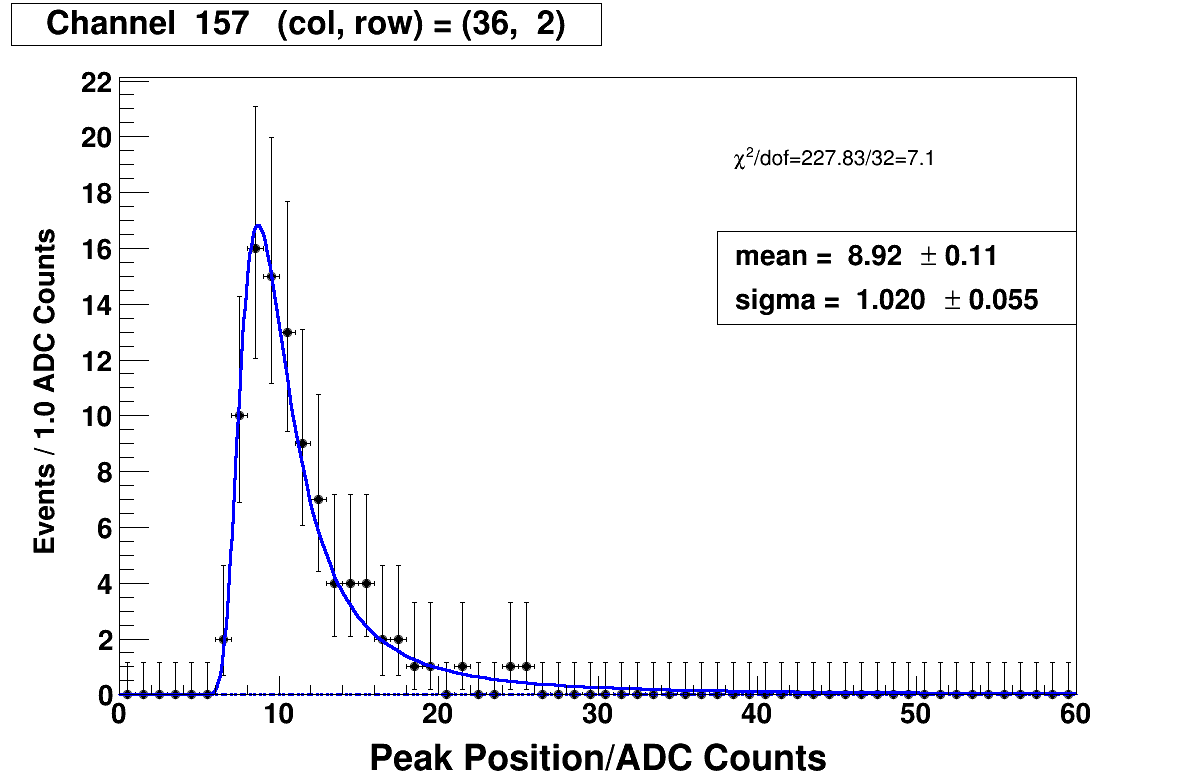 Channel 157 (col, row) = (36, 2)
22
20
18
16
14
12
10
8
6
4
2
0
Events / 1.0 ADC Counts
χ²/dof=227.83/32=7.1
mean = 8.92 ± 0.11
sigma = 1.020 ± 0.055
0 10 20 30 40 50 60
Peak Position/ADC Counts